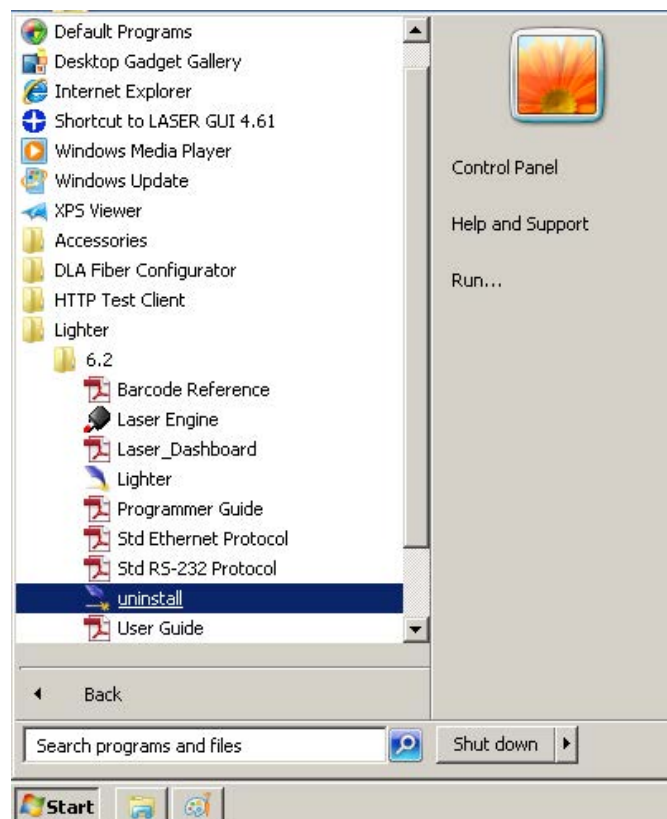 Default Programs
Desktop Gadget Gallery
Internet Explorer
Shortcut to LASER GUI 4.61
Windows Media Player
Windows Update
XPS Viewer
Accessories
DLA Fiber Configurator
HTTP Test Client
Lighter
6.2
Barcode Reference
Laser Engine
Laser_Dashboard
Lighter
Programmer Guide
Std Ethernet Protocol
Std RS-232 Protocol
uninstall
User Guide
Back
Search programs and files
Control Panel
Help and Support
Run...
Shut down
Start